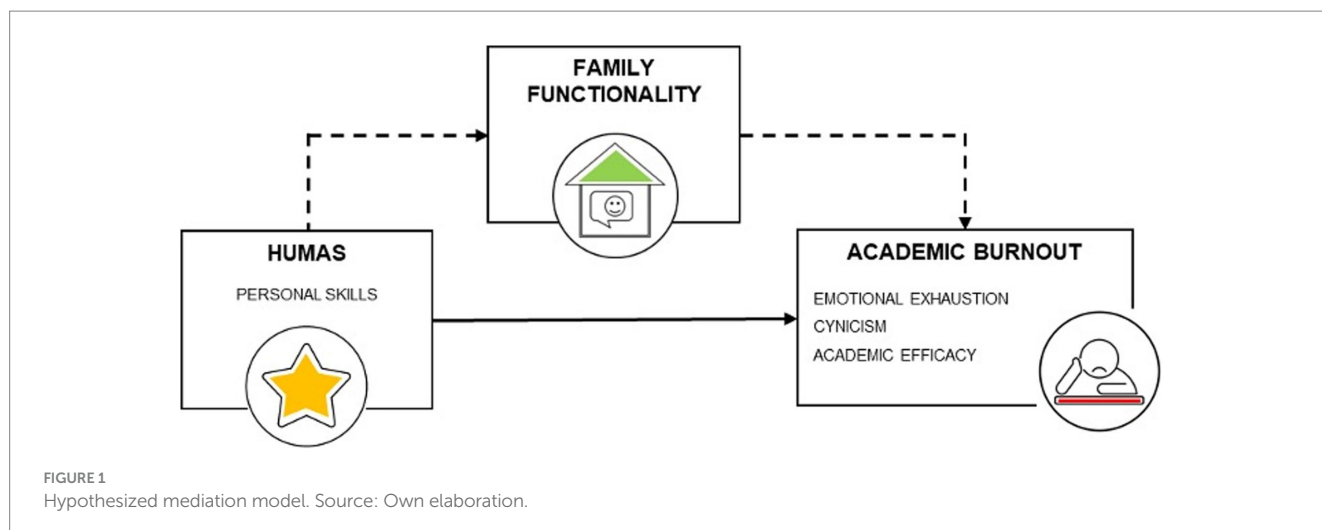 FAMILY
FUNCTIONALITY
HUMAS
PERSONAL SKILLS
ACADEMIC BURNOUT
EMOTIONAL EXHAUSTION
CYNICISM
ACADEMIC EFFICACY
FIGURE 1
Hypothesized mediation model. Source: Own elaboration.